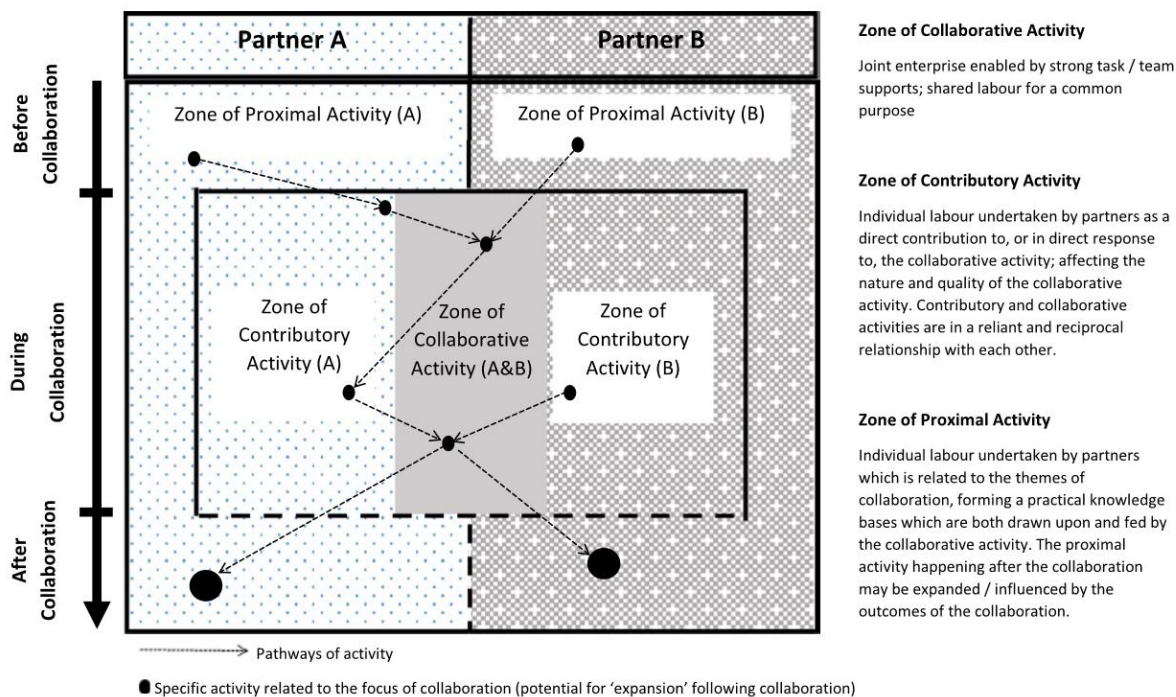 Partner A
Partner B
Before
Collaboration
During
Collaboration
After
Collaboration
Zone of Proximal Activity (A)
Zone of Proximal Activity (B)
Zone of
Contributory
Activity (A)
Zone of
Collaborative
Activity (A&B)
Zone of
Contributory
Activity (B)
Pathways of activity
Specific activity related to the focus of collaboration (potential for ‘expansion’ following collaboration)
Zone of Collaborative Activity
Joint enterprise enabled by strong task / team
supports; shared labour for a common
purpose
Zone of Contributory Activity
Individual labour undertaken by partners as a
direct contribution to, or in direct response
to, the collaborative activity; affecting the
nature and quality of the collaborative
activity. Contributory and collaborative
activities are in a reliant and reciprocal
relationship with each other.
Zone of Proximal Activity
Individual labour undertaken by partners
which is related to the themes of
collaboration, forming a practical knowledge
bases which are both drawn upon and fed by
the collaborative activity. The proximal
activity happening after the collaboration
may be expanded / influenced by the
outcomes of the collaboration.